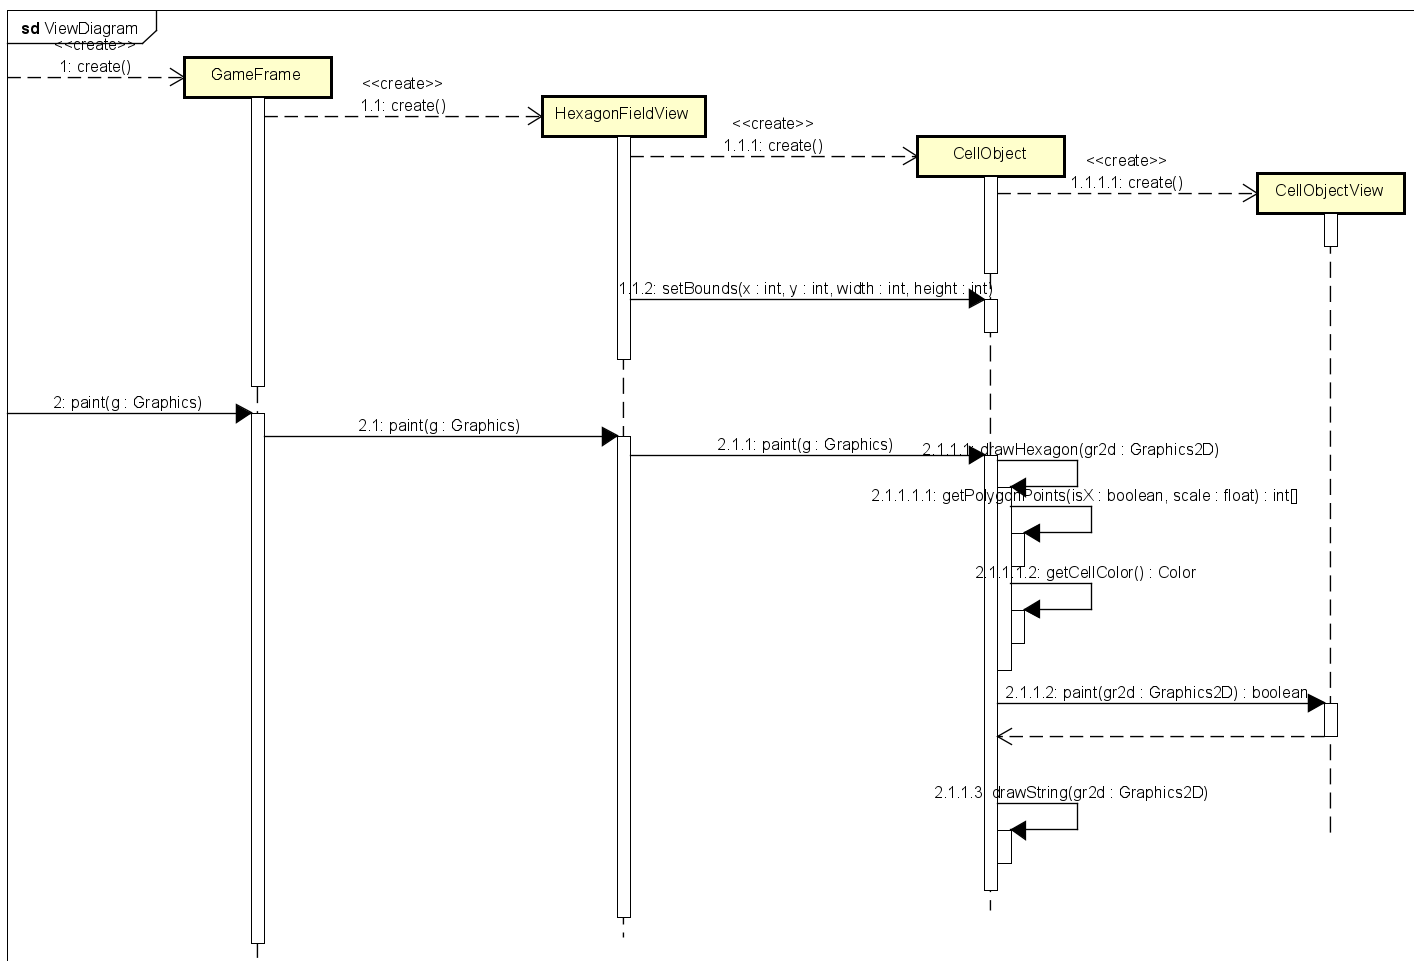 sd ViewDiagram
<<create>>
1: create()
GameFrame
<<create>>
1.1: create()
HexagonFieldView
<<create>>
1.1.1: create()
CellObject
<<create>>
1.1.1.1: create()
CellObjectView
1.1.2: setBounds(x : int, y : int, width : int, height : int)
2: paint(g : Graphics)
2.1: paint(g : Graphics)
2.1.1: paint(g : Graphics)
2.1.1.1: drawHexagon(gr2d : Graphics2D)
2.1.1.1.1: getPolygonPoints(isX : boolean, scale : float) : int[]
2.1.1.1.2: getCellColor() : Color
2.1.1.2: paint(gr2d : Graphics2D) : boolean
2.1.1.3: drawString(gr2d : Graphics2D)